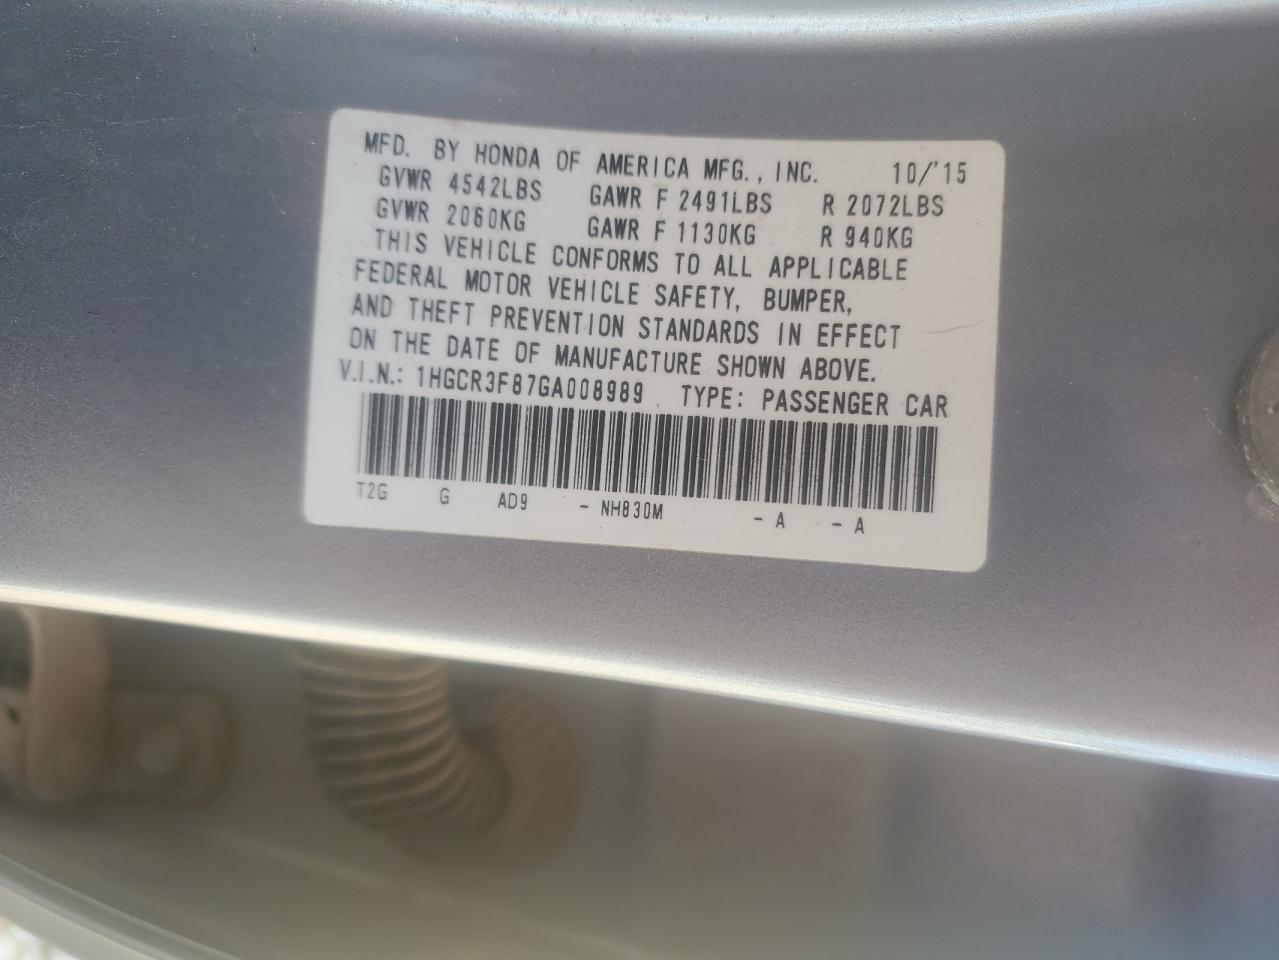 MFD. BY HONDA OF AMERICA MFG., INC. 10/'15
GVWR 4542LBS GAWR F 2491LBS R 2072LBS
GVWR 2060KG GAWR F 1130KG R 940KG
THIS VEHICLE CONFORMS TO ALL APPLICABLE
FEDERAL MOTOR VEHICLE SAFETY, BUMPER,
AND THEFT PREVENTION STANDARDS IN EFFECT
ON THE DATE OF MANUFACTURE SHOWN ABOVE.
V.I.N.: 1HGCR3F87GA008989 TYPE: PASSENGER CAR
T2G G AD9 - NH830M - A - A